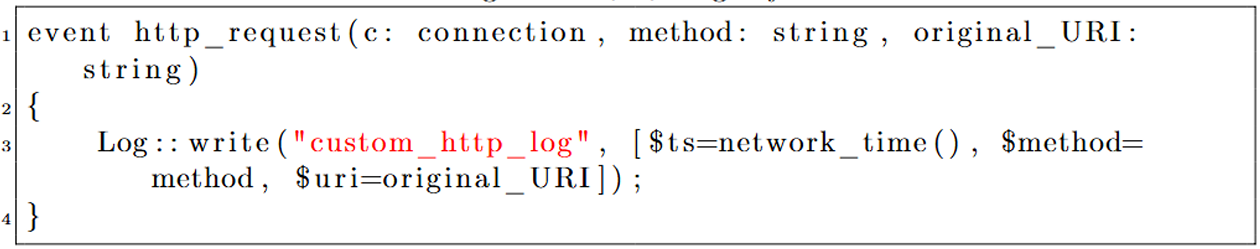 1 event http_request(c: connection, method: string, original_URI:
string)
2 {
3 Log::write("custom_http_log", [$ts=network_time(), $method=
method, $uri=original_URI]);
4 }